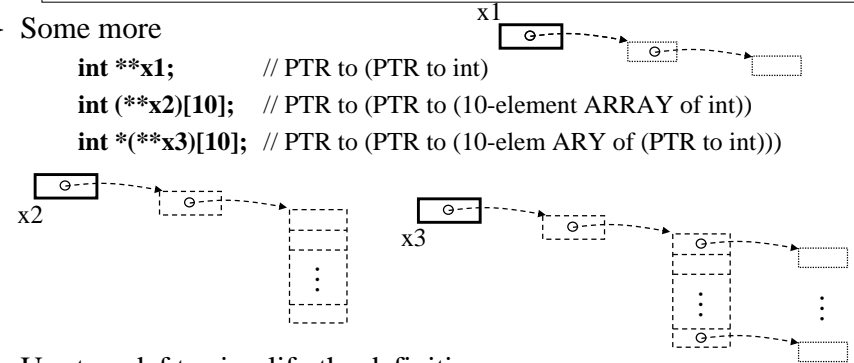 x1
Some more
int **x1; // PTR to (PTR to int)
int (**x2)[10]; // PTR to (PTR to (10-element ARRAY of int))
int *(**x3)[10]; // PTR to (PTR to (10-elem ARY of (PTR to int)))
x2
x3